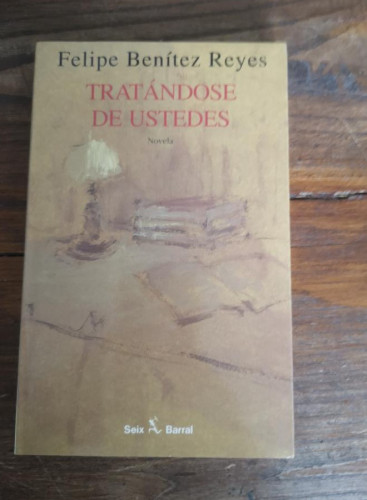 Felipe Benítez Reyes
TRATÁNDOSE
DE USTEDES
Novela
Seix Barral